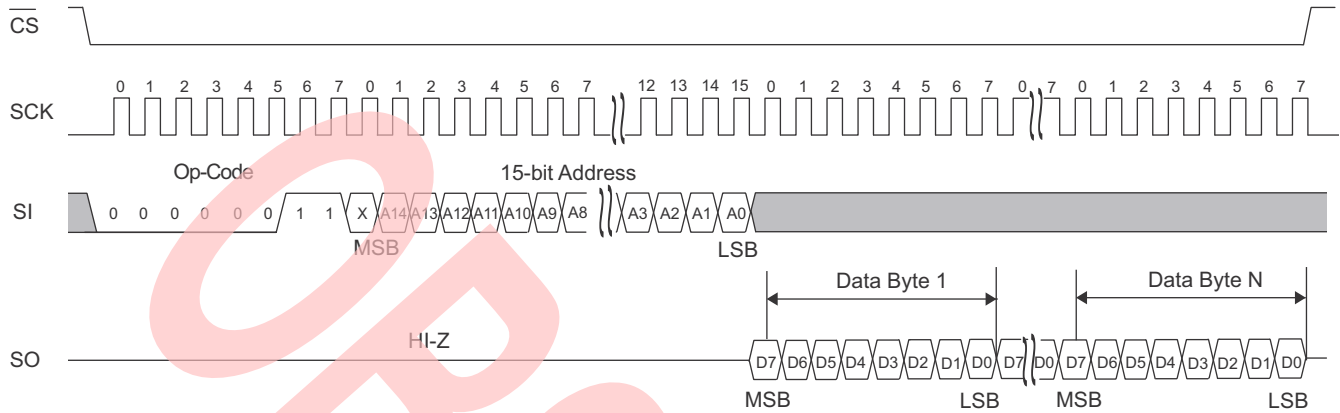 CS
0 1 2 3 4 5 6 7 0 1 2 3 4 5 6 7 12 13 14 15 0 1 2 3 4 5 6 7 0 7 0 1 2 3 4 5 6 7
SCK
Op-Code 15-bit Address
SI 0 0 0 0 0 0 1 1 X A14 A13 A12 A11 A10 A9 A8 A3 A2 A1 A0
MSB LSB
Data Byte 1 Data Byte N
HI-Z
SO D7 D6 D5 D4 D3 D2 D1 D0 D7 D0 D7 D6 D5 D4 D3 D2 D1 D0
MSB LSB MSB LSB